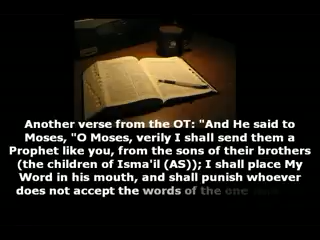 Another verse from the OT: "And He said to
Moses, "O Moses, verily I shall send them a
Prophet like you, from the sons of their brothers
(the children of Isma'il (AS)); I shall place My
Word in his mouth, and shall punish whoever
does not accept the words of the one